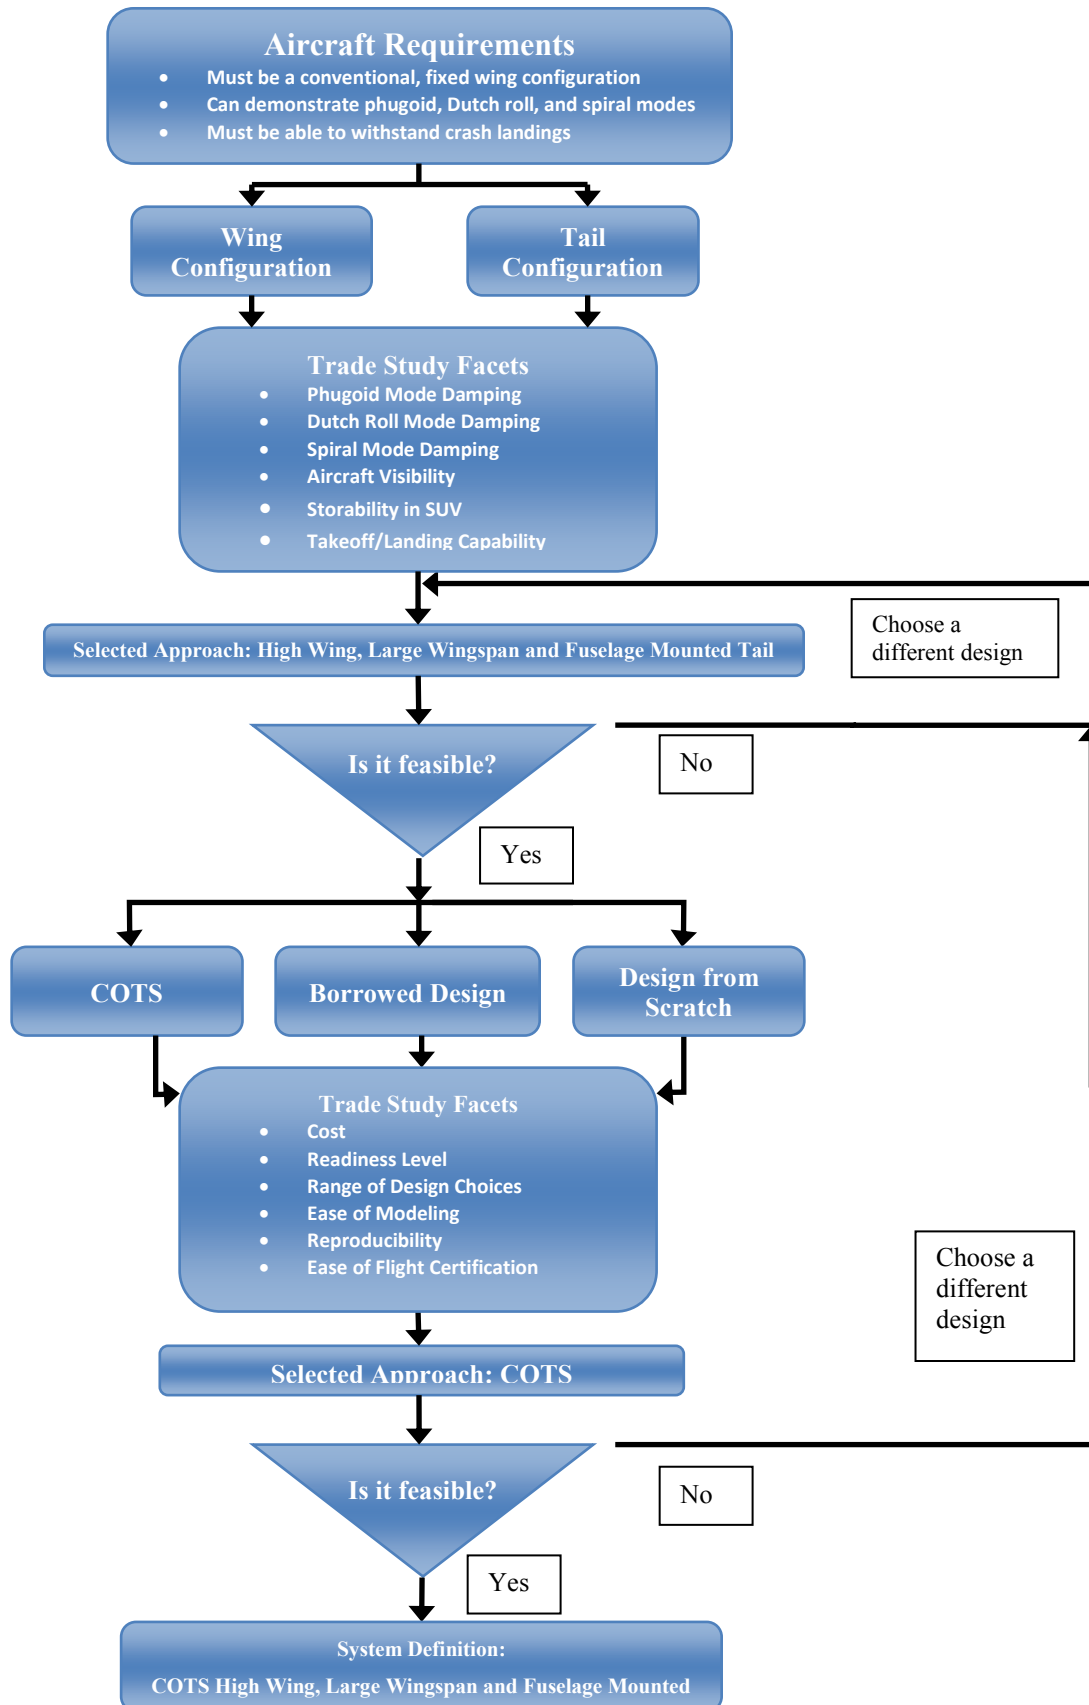 Aircraft Requirements
• Must be a conventional, fixed wing configuration
• Can demonstrate phugoid, Dutch roll, and spiral modes
• Must be able to withstand crash landings
Wing
Configuration
Tail
Configuration
Trade Study Facets
• Phugoid Mode Damping
• Dutch Roll Mode Damping
• Spiral Mode Damping
• Aircraft Visibility
• Storability in SUV
• Takeoff/Landing Capability
Choose a
different design
Selected Approach: High Wing, Large Wingspan and Fuselage Mounted Tail
Is it feasible?
No
Yes
COTS
Borrowed Design
Design from
Scratch
Trade Study Facets
• Cost
• Readiness Level
• Range of Design Choices
• Ease of Modeling
• Reproducibility
• Ease of Flight Certification
Choose a
different
design
Selected Approach: COTS
Is it feasible?
No
Yes
System Definition:
COTS High Wing, Large Wingspan and Fuselage Mounted